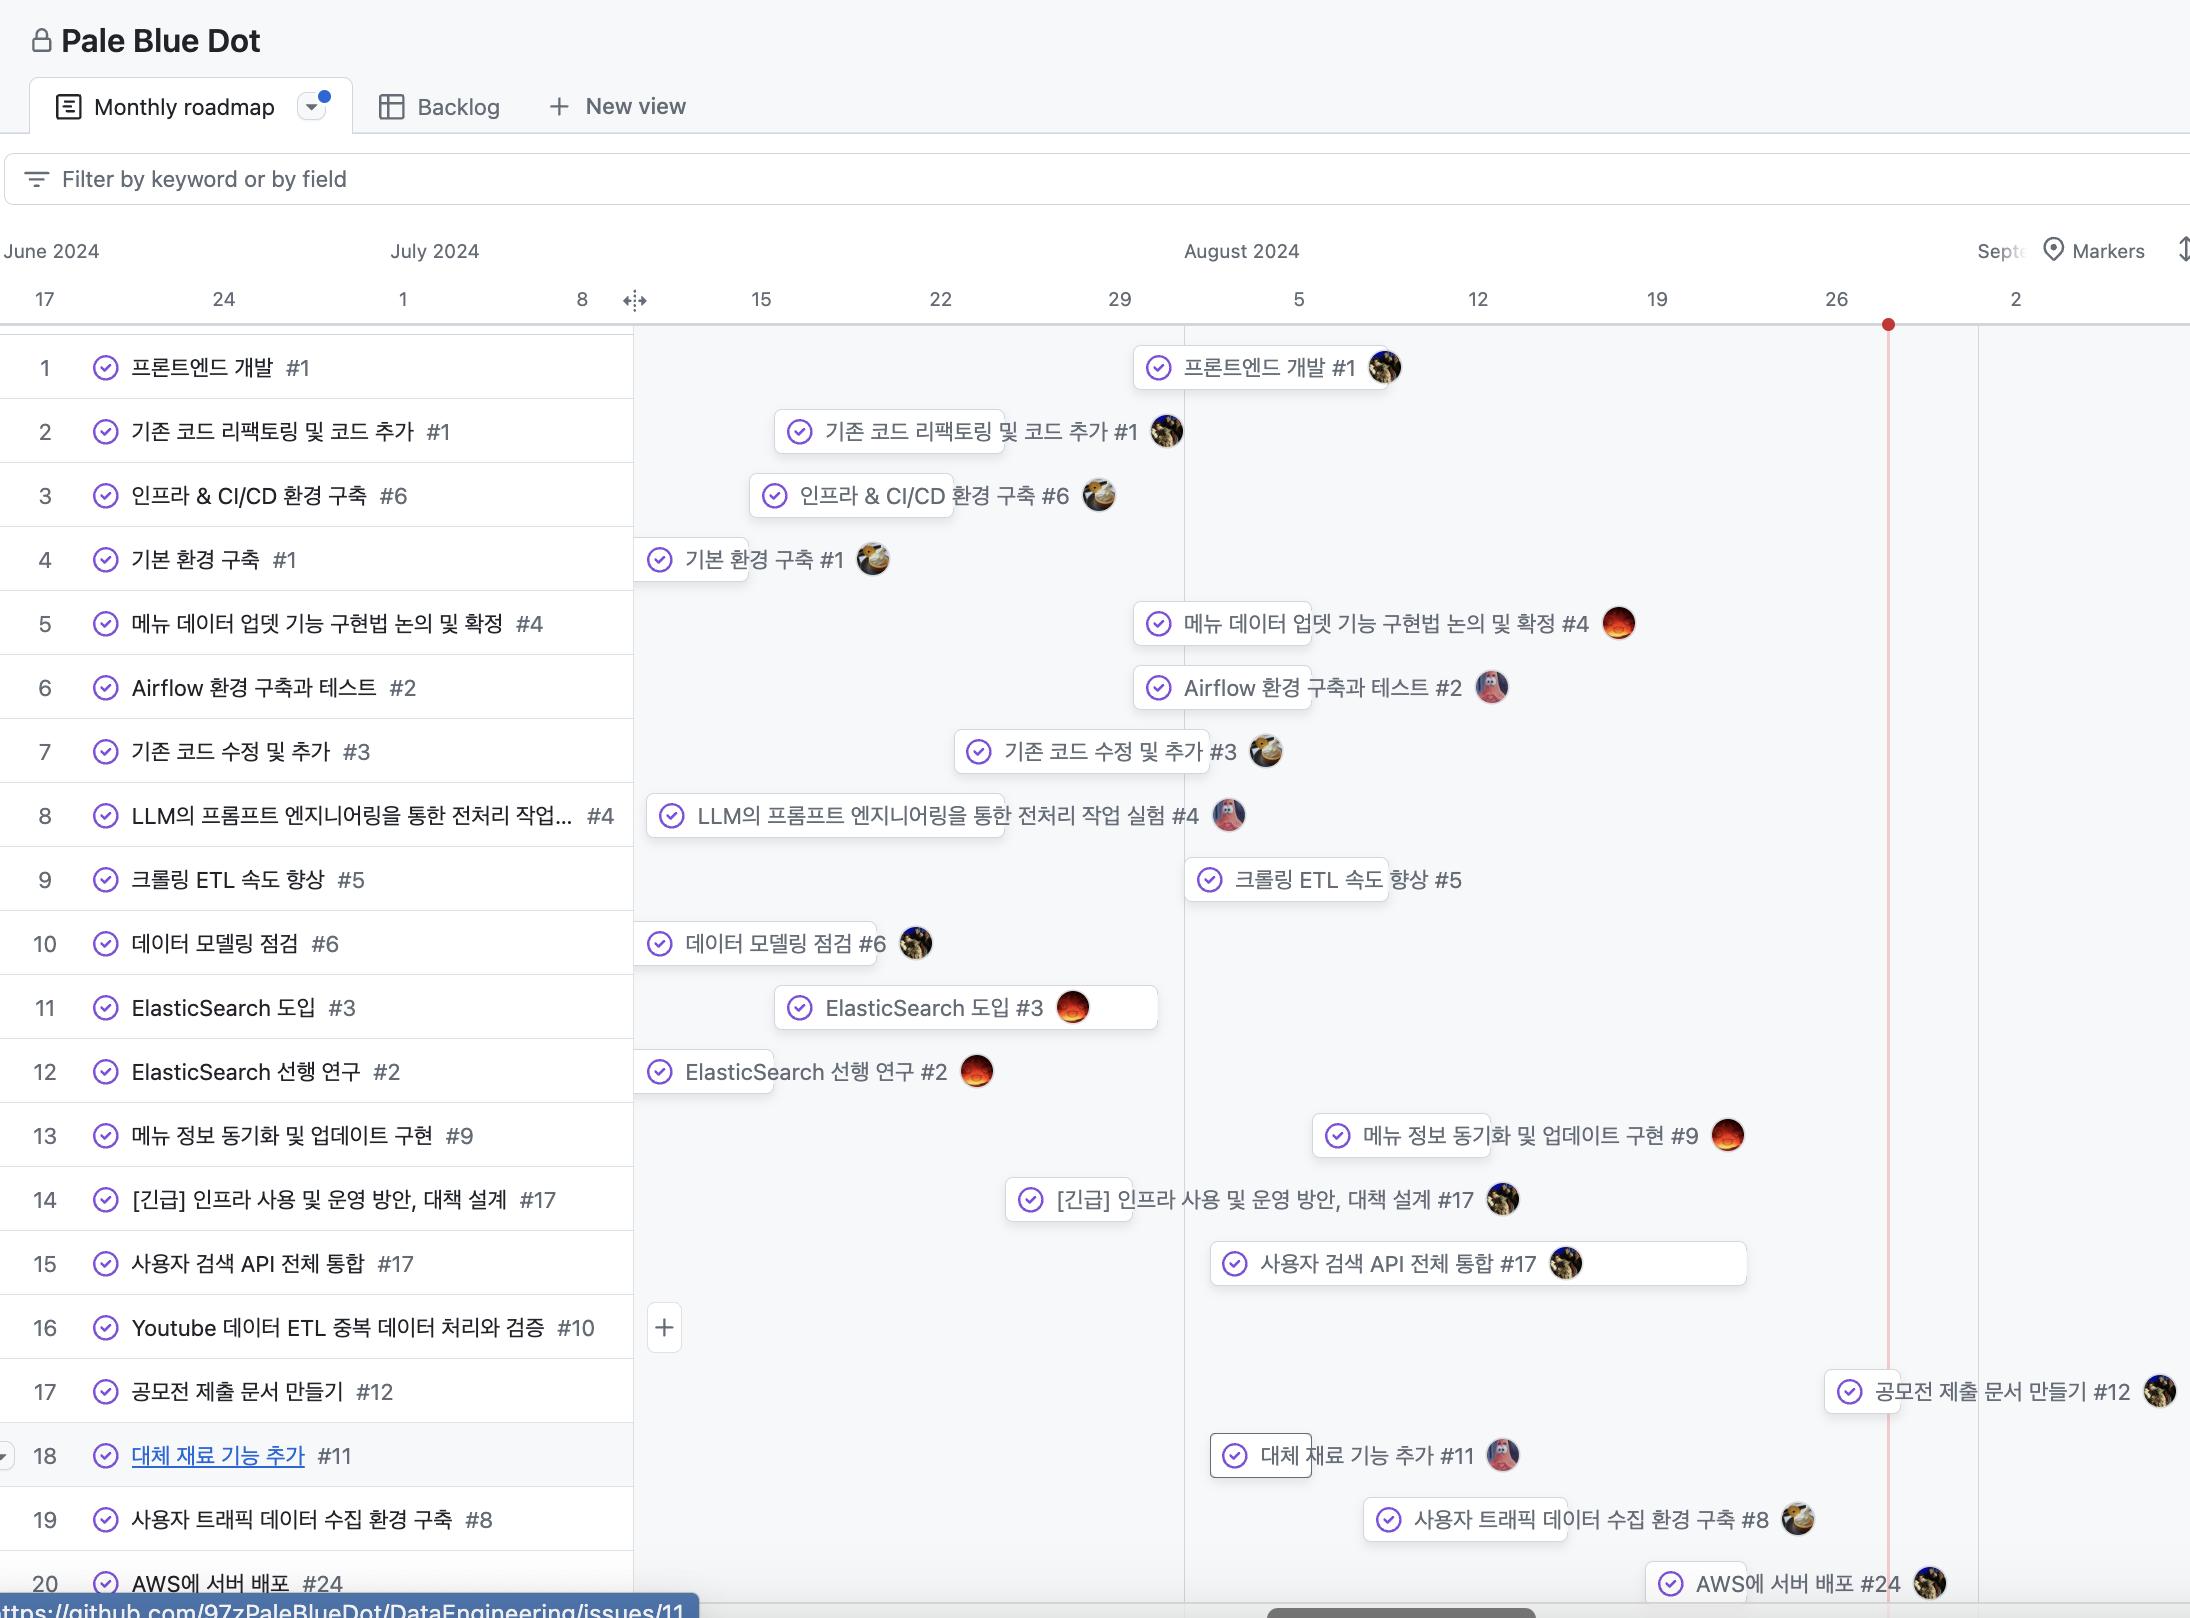 Pale Blue Dot
Monthly roadmap
Backlog
New view
Filter by keyword or by field
June 2024 July 2024 August 2024 Septe Markers
17 24 1 8 15 22 29 5 12 19 26 2
1 프론트엔드 개발 #1 프론트엔드 개발 #1
2 기존 코드 리팩토링 및 코드 추가 #1 기존 코드 리팩토링 및 코드 추가 #1
3 인프라 & CI/CD 환경 구축 #6 인프라 & CI/CD 환경 구축 #6
4 기본 환경 구축 #1 기본 환경 구축 #1
5 메뉴 데이터 업뎃 기능 구현법 논의 및 확정 #4 메뉴 데이터 업뎃 기능 구현법 논의 및 확정 #4
6 Airflow 환경 구축과 테스트 #2 Airflow 환경 구축과 테스트 #2
7 기존 코드 수정 및 추가 #3 기존 코드 수정 및 추가 #3
8 LLM의 프롬프트 엔지니어링을 통한 전처리 작업... #4 LLM의 프롬프트 엔지니어링을 통한 전처리 작업 실험 #4
9 크롤링 ETL 속도 향상 #5 크롤링 ETL 속도 향상 #5
10 데이터 모델링 점검 #6 데이터 모델링 점검 #6
11 ElasticSearch 도입 #3 ElasticSearch 도입 #3
12 ElasticSearch 선행 연구 #2 ElasticSearch 선행 연구 #2
13 메뉴 정보 동기화 및 업데이트 구현 #9 메뉴 정보 동기화 및 업데이트 구현 #9
14 [긴급] 인프라 사용 및 운영 방안, 대책 설계 #17 [긴급] 인프라 사용 및 운영 방안, 대책 설계 #17
15 사용자 검색 API 전체 통합 #17 사용자 검색 API 전체 통합 #17
16 Youtube 데이터 ETL 중복 데이터 처리와 검증 #10
17 공모전 제출 문서 만들기 #12 공모전 제출 문서 만들기 #12
18 대체 재료 기능 추가 #11 대체 재료 기능 추가 #11
19 사용자 트래픽 데이터 수집 환경 구축 #8 사용자 트래픽 데이터 수집 환경 구축 #8
20 AWS에 서버 배포 #24 AWS에 서버 배포 #24
ttps://github.com/97zPaleBlueDot/DataEngineering/issues/11